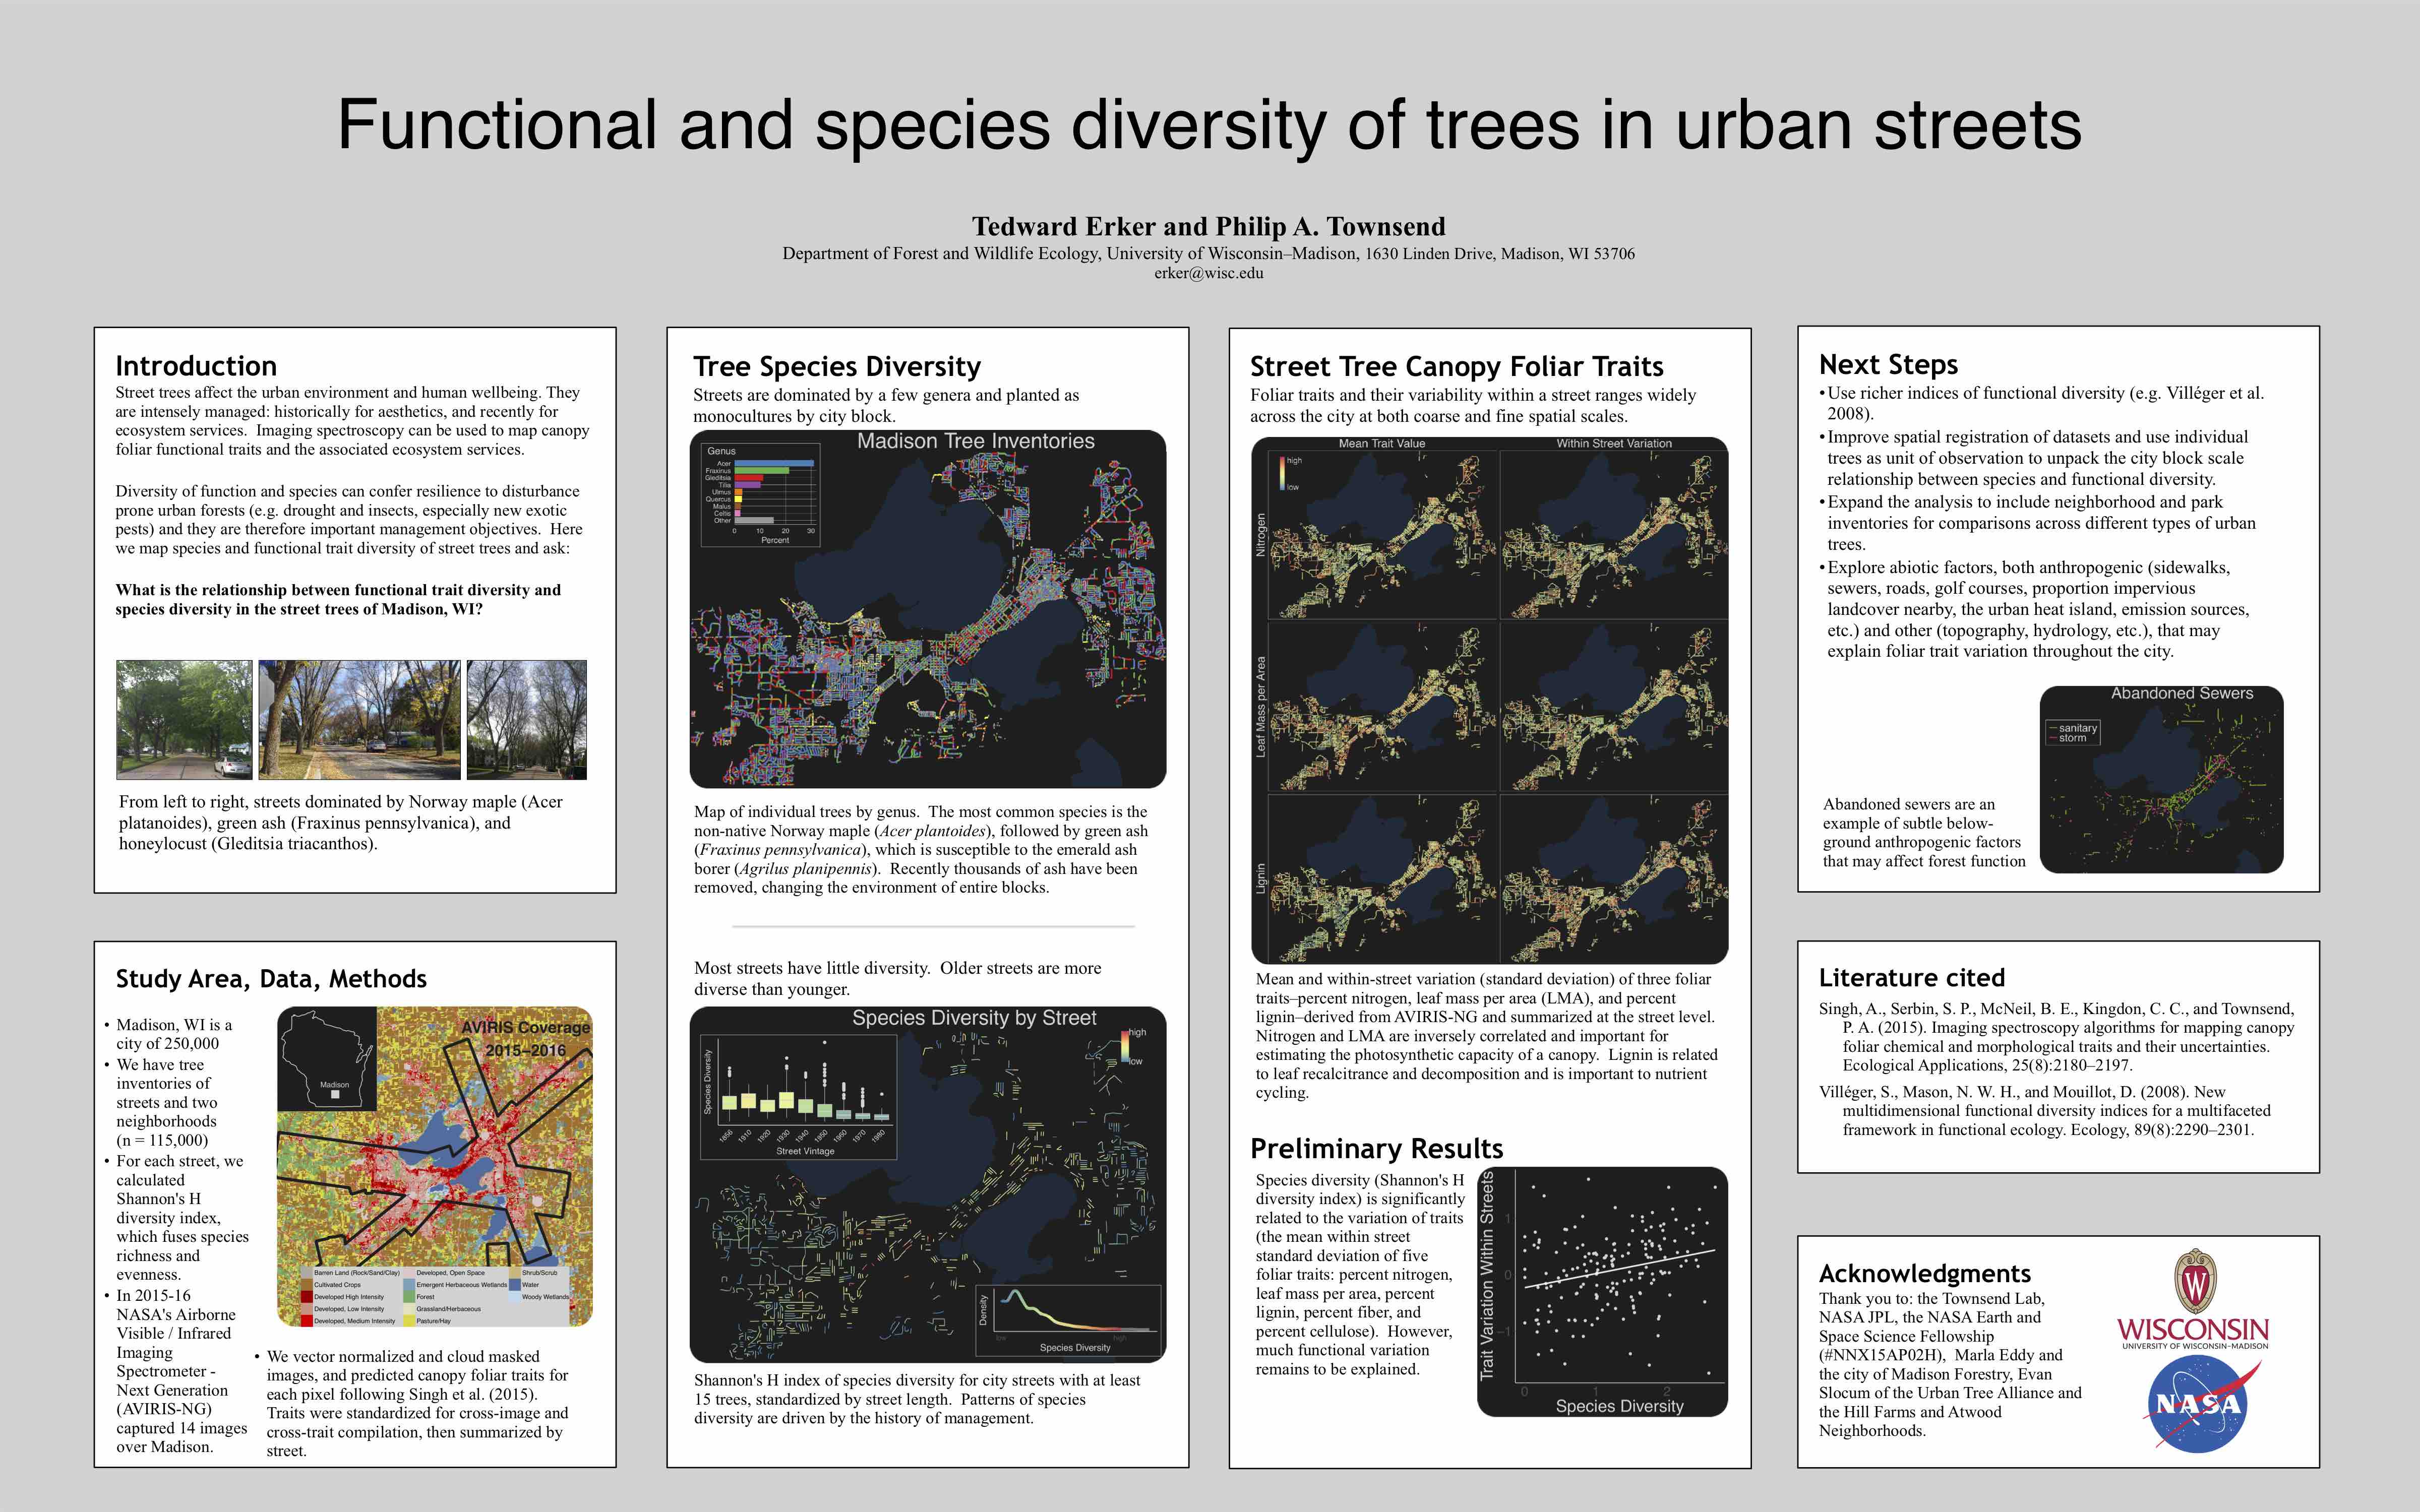 Functional and species diversity of trees in urban streets
Tedward Erker and Philip A. Townsend
Department of Forest and Wildlife Ecology, University of Wisconsin–Madison, 1630 Linden Drive, Madison, WI 53706
erker@wisc.edu
Introduction
Street trees affect the urban environment and human wellbeing. They
are intensely managed: historically for aesthetics, and recently for
ecosystem services. Imaging spectroscopy can be used to map canopy
foliar functional traits and the associated ecosystem services.
Diversity of function and species can confer resilience to disturbance
prone urban forests (e.g. drought and insects, especially new exotic
pests) and they are therefore important management objectives. Here
we map species and functional trait diversity of street trees and ask:
What is the relationship between functional trait diversity and
species diversity in the street trees of Madison, WI?
From left to right, streets dominated by Norway maple (Acer
platanoides), green ash (Fraxinus pennsylvanica), and
honeylocust (Gleditsia triacanthos).
Study Area, Data, Methods
• Madison, WI is a
city of 250,000
• We have tree
inventories of
streets and two
neighborhoods
(n = 115,000)
• For each street, we
calculated
Shannon's H
diversity index,
which fuses species
richness and
evenness.
• In 2015-16
NASA's Airborne
Visible / Infrared
Imaging
Spectrometer -
Next Generation
(AVIRIS-NG)
captured 14 images
over Madison.
AVIRIS Coverage
2015–2016
Madison
Barren Land (Rock/Sand/Clay)
Cultivated Crops
Developed High Intensity
Developed, Low Intensity
Developed, Medium Intensity
Developed, Open Space
Emergent Herbaceous Wetlands
Forest
Grassland/Herbaceous
Pasture/Hay
Shrub/Scrub
Water
Woody Wetlands
• We vector normalized and cloud masked
images, and predicted canopy foliar traits for
each pixel following Singh et al. (2015).
Traits were standardized for cross-image and
cross-trait compilation, then summarized by
street.
Tree Species Diversity
Streets are dominated by a few genera and planted as
monocultures by city block.
Madison Tree Inventories
Genus
Acer
Fraxinus
Gleditsia
Tilia
Ulmus
Quercus
Malus
Celtis
Other
0 10 20 30
Percent
Map of individual trees by genus. The most common species is the
non-native Norway maple (Acer plantoides), followed by green ash
(Fraxinus pennsylvanica), which is susceptible to the emerald ash
borer (Agrilus planipennis). Recently thousands of ash have been
removed, changing the environment of entire blocks.
Most streets have little diversity. Older streets are more
diverse than younger.
Species Diversity by Street
high
low
Species Diversity
1856 1910 1920 1930 1940 1950 1960 1970 1980
Street Vintage
Density
low high
Species Diversity
Shannon's H index of species diversity for city streets with at least
15 trees, standardized by street length. Patterns of species
diversity are driven by the history of management.
Street Tree Canopy Foliar Traits
Foliar traits and their variability within a street ranges widely
across the city at both coarse and fine spatial scales.
Mean Trait Value Within Street Variation
high
low
Nitrogen
Leaf Mass per Area
Lignin
Mean and within-street variation (standard deviation) of three foliar
traits–percent nitrogen, leaf mass per area (LMA), and percent
lignin–derived from AVIRIS-NG and summarized at the street level.
Nitrogen and LMA are inversely correlated and important for
estimating the photosynthetic capacity of a canopy. Lignin is related
to leaf recalcitrance and decomposition and is important to nutrient
cycling.
Preliminary Results
Species diversity (Shannon's H
diversity index) is significantly
related to the variation of traits
(the mean within street
standard deviation of five
foliar traits: percent nitrogen,
leaf mass per area, percent
lignin, percent fiber, and
percent cellulose). However,
much functional variation
remains to be explained.
Trait Variation Within Streets
1
0
−1
0 1 2
Species Diversity
Next Steps
• Use richer indices of functional diversity (e.g. Villéger et al.
2008).
• Improve spatial registration of datasets and use individual
trees as unit of observation to unpack the city block scale
relationship between species and functional diversity.
• Expand the analysis to include neighborhood and park
inventories for comparisons across different types of urban
trees.
• Explore abiotic factors, both anthropogenic (sidewalks,
sewers, roads, golf courses, proportion impervious
landcover nearby, the urban heat island, emission sources,
etc.) and other (topography, hydrology, etc.), that may
explain foliar trait variation throughout the city.
Abandoned Sewers
sanitary
storm
Abandoned sewers are an
example of subtle below-
ground anthropogenic factors
that may affect forest function
Literature cited
Singh, A., Serbin, S. P., McNeil, B. E., Kingdon, C. C., and Townsend,
P. A. (2015). Imaging spectroscopy algorithms for mapping canopy
foliar chemical and morphological traits and their uncertainties.
Ecological Applications, 25(8):2180–2197.
Villéger, S., Mason, N. W. H., and Mouillot, D. (2008). New
multidimensional functional diversity indices for a multifaceted
framework in functional ecology. Ecology, 89(8):2290–2301.
Acknowledgments
Thank you to: the Townsend Lab,
NASA JPL, the NASA Earth and
Space Science Fellowship
(#NNX15AP02H), Marla Eddy and
the city of Madison Forestry, Evan
Slocum of the Urban Tree Alliance and
the Hill Farms and Atwood
Neighborhoods.
W
WISCONSIN
UNIVERSITY OF WISCONSIN–MADISON
NASA